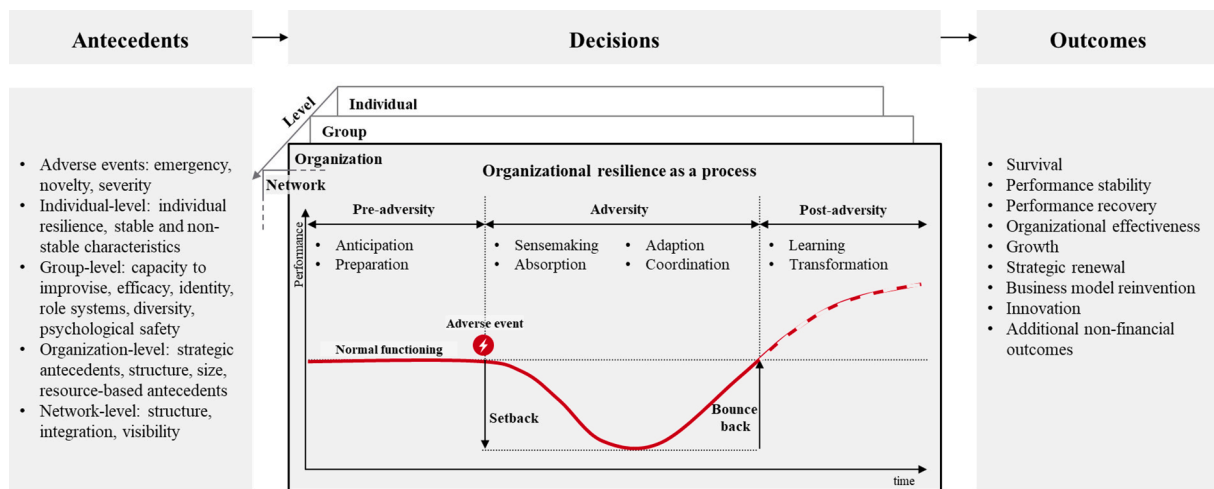 Antecedents
Decisions
Outcomes
• Adverse events: emergency,
novelty, severity
• Individual-level: individual
resilience, stable and non-
stable characteristics
• Group-level: capacity to
improvise, efficacy, identity,
role systems, diversity,
psychological safety
• Organization-level: strategic
antecedents, structure, size,
resource-based antecedents
• Network-level: structure,
integration, visibility
Level
Individual
Group
Organization
Network
Organizational resilience as a process
Pre-adversity
Adversity
Post-adversity
• Anticipation
• Preparation
• Sensemaking
• Absorption
• Adaption
• Coordination
• Learning
• Transformation
Performance
Adverse event
Normal functioning
Setback
Bounce
back
time
• Survival
• Performance stability
• Performance recovery
• Organizational effectiveness
• Growth
• Strategic renewal
• Business model reinvention
• Innovation
• Additional non-financial
outcomes